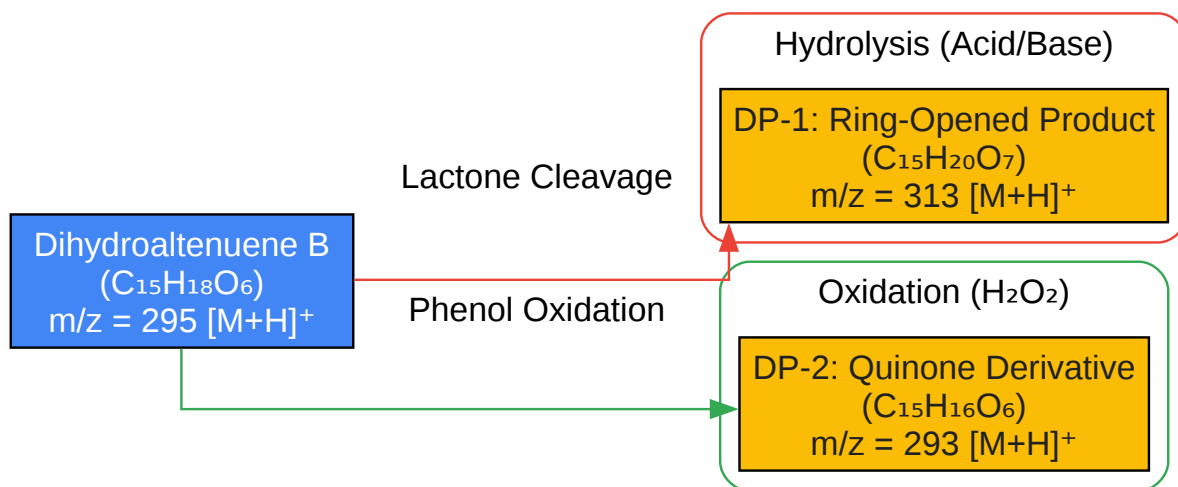 Hydrolysis (Acid/Base)
DP-1: Ring-Opened Product
(C₁₅H₂₀O₇)
m/z = 313 [M+H]⁺
Lactone Cleavage
Dihydroaltenuene B
(C₁₅H₁₈O₆)
m/z = 295 [M+H]⁺
Phenol Oxidation
Oxidation (H₂O₂)
DP-2: Quinone Derivative
(C₁₅H₁₆O₆)
m/z = 293 [M+H]⁺